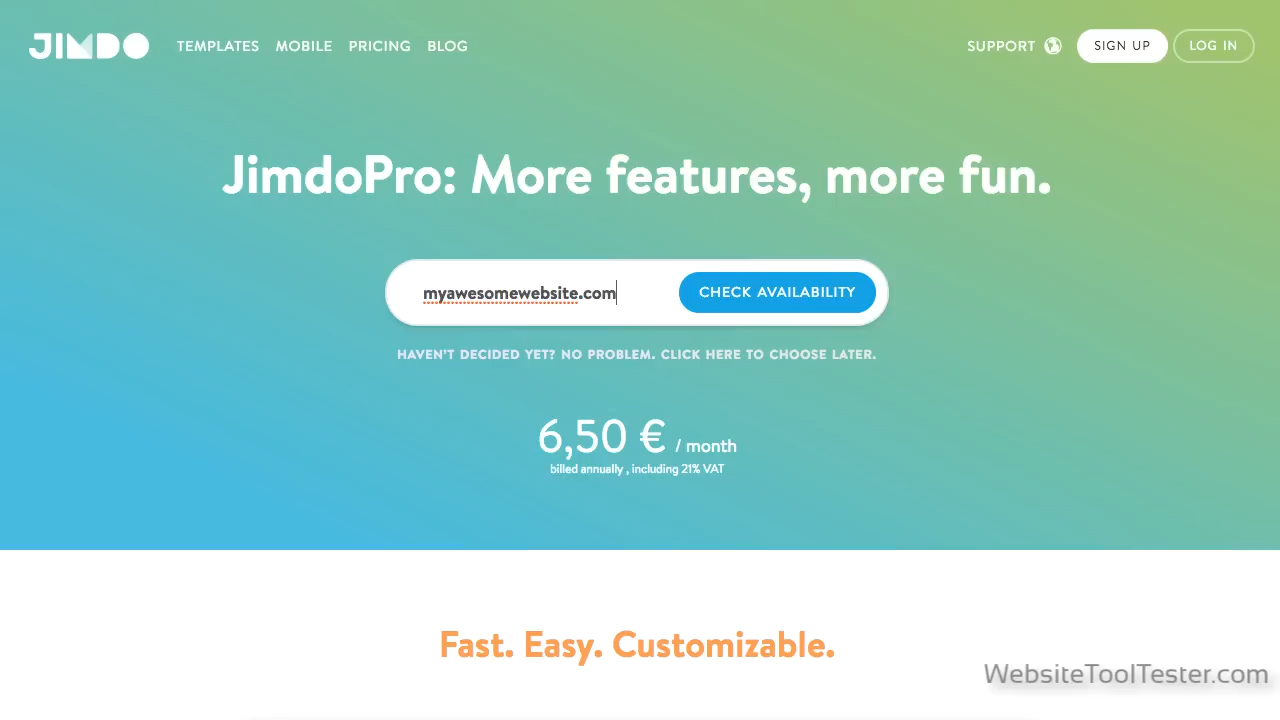 JIMDO TEMPLATES MOBILE PRICING BLOG SUPPORT SIGN UP LOG IN
JimdoPro: More features, more fun.
myawesomewebsite.com CHECK AVAILABILITY
HAVEN'T DECIDED YET? NO PROBLEM. CLICK HERE TO CHOOSE LATER.
6,50 € / month
billed annually , including 21% VAT
Fast. Easy. Customizable.
WebsiteToolTester.com